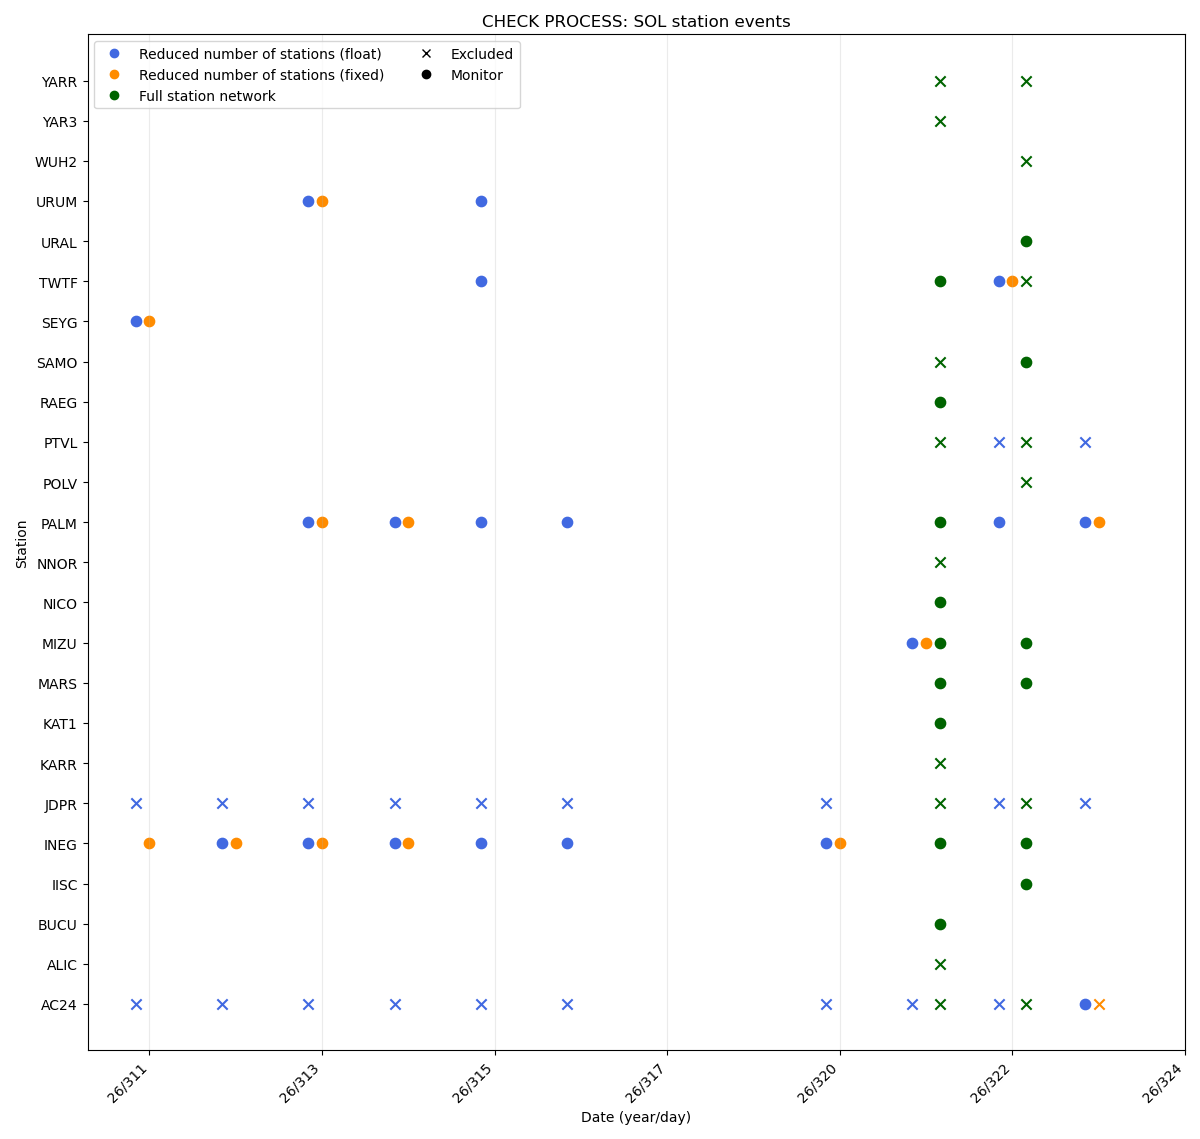 CHECK PROCESS: SOL station events
Reduced number of stations (float)
Reduced number of stations (fixed)
Full station network
Excluded
Monitor
YARR
YAR3
WUH2
URUM
URAL
TWTF
SEYG
SAMO
RAEG
PTVL
POLV
PALM
NNOR
NICO
MIZU
MARS
KAT1
KARR
JDPR
INEG
IISC
BUCU
ALIC
AC24
Station
26/311
26/313
26/315
26/317
26/320
26/322
26/324
Date (year/day)